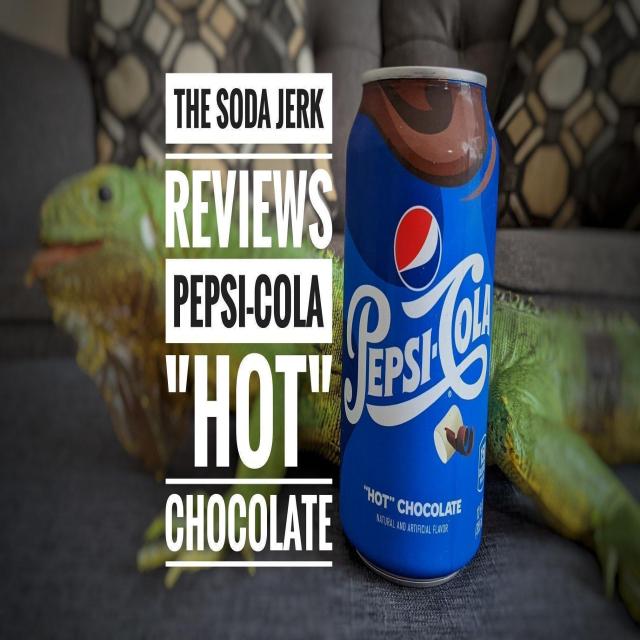 THE SODA JERK
REVIEWS
PEPSI-COLA
"HOT"
CHOCOLATE
PEPSI-COLA
"HOT" CHOCOLATE
NATURAL AND ARTIFICIAL FLAVOR